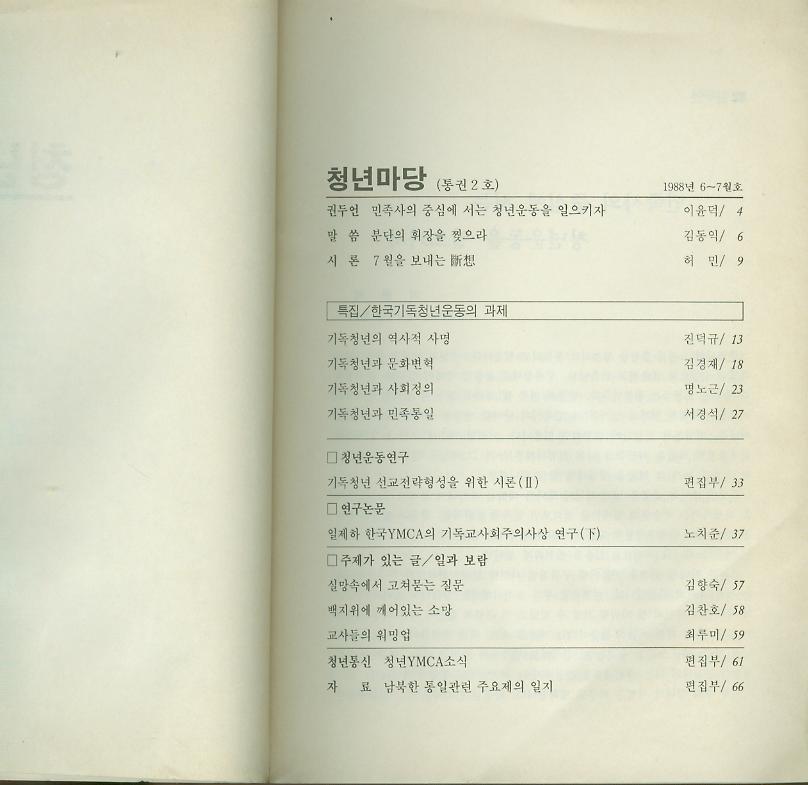 청년마당 (통권 2 호) 1988년 6~7월호
권두언 민족사의 중심에 서는 청년운동을 일으키자 이윤덕/ 4
말 씀 분단의 휘장을 찢으라 김동익/ 6
시 론 7월을 보내는 斷想 허 민/ 9
특집/한국기독청년운동의 과제
기독청년의 역사적 사명 진덕규/ 13
기독청년과 문화변혁 김경재/ 18
기독청년과 사회정의 명노근/ 23
기독청년과 민족통일 서경석/ 27
□ 청년운동연구
기독청년 선교전략형성을 위한 시론(Ⅱ) 편집부/ 33
□ 연구논문
일제하 한국YMCA의 기독교사회주의사상 연구(下) 노치준/ 37
□ 주제가 있는 글/일과 보람
실망속에서 고쳐묻는 질문 김향숙/ 57
백지위에 깨어있는 소망 김찬호/ 58
교사들의 워밍업 최루미/ 59
청년통신 청년YMCA소식 편집부/ 61
자 료 남북한 통일관련 주요제의 일지 편집부/ 66